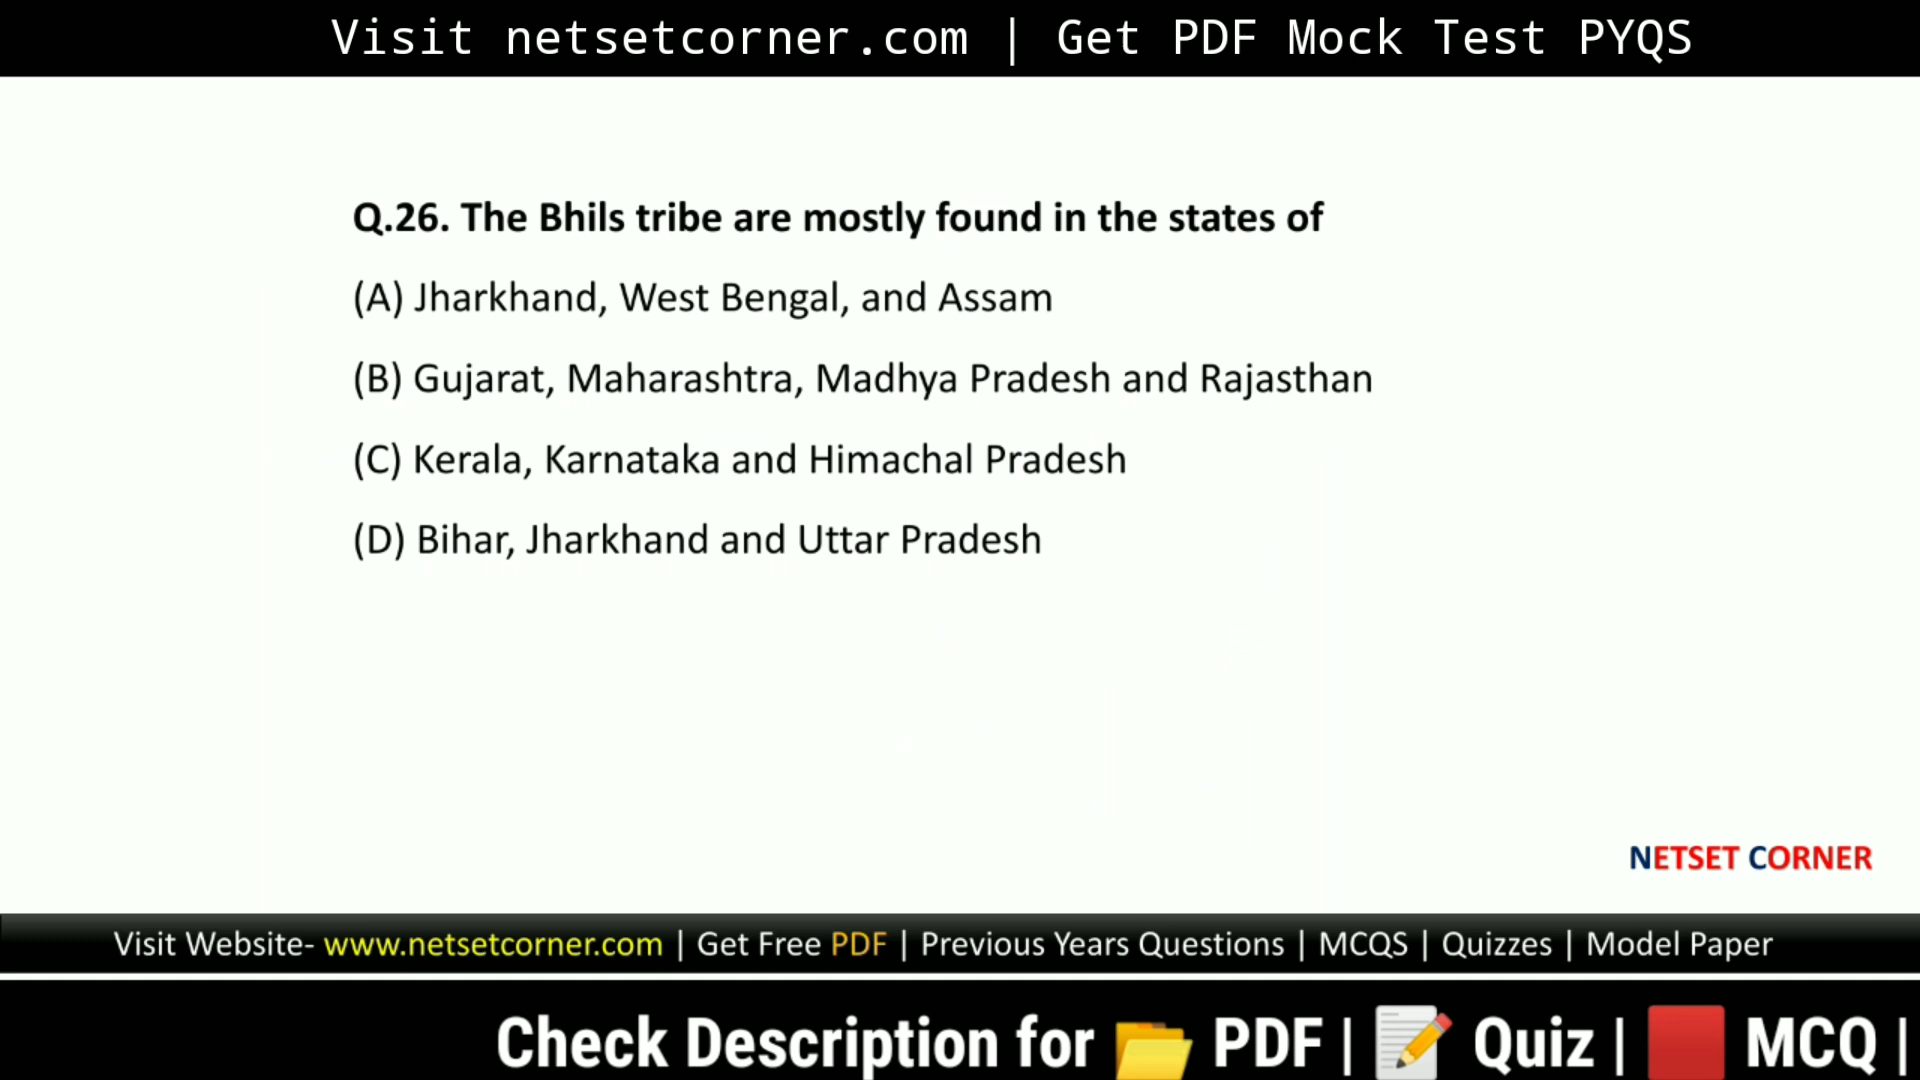 Visit netsetcorner.com | Get PDF Mock Test PYQS
Q.26. The Bhils tribe are mostly found in the states of
(A) Jharkhand, West Bengal, and Assam
(B) Gujarat, Maharashtra, Madhya Pradesh and Rajasthan
(C) Kerala, Karnataka and Himachal Pradesh
(D) Bihar, Jharkhand and Uttar Pradesh
NETSET CORNER
Visit Website- www.netsetcorner.com | Get Free PDF | Previous Years Questions | MCQS | Quizzes | Model Paper
Check Description for PDF | Quiz | MCQ |